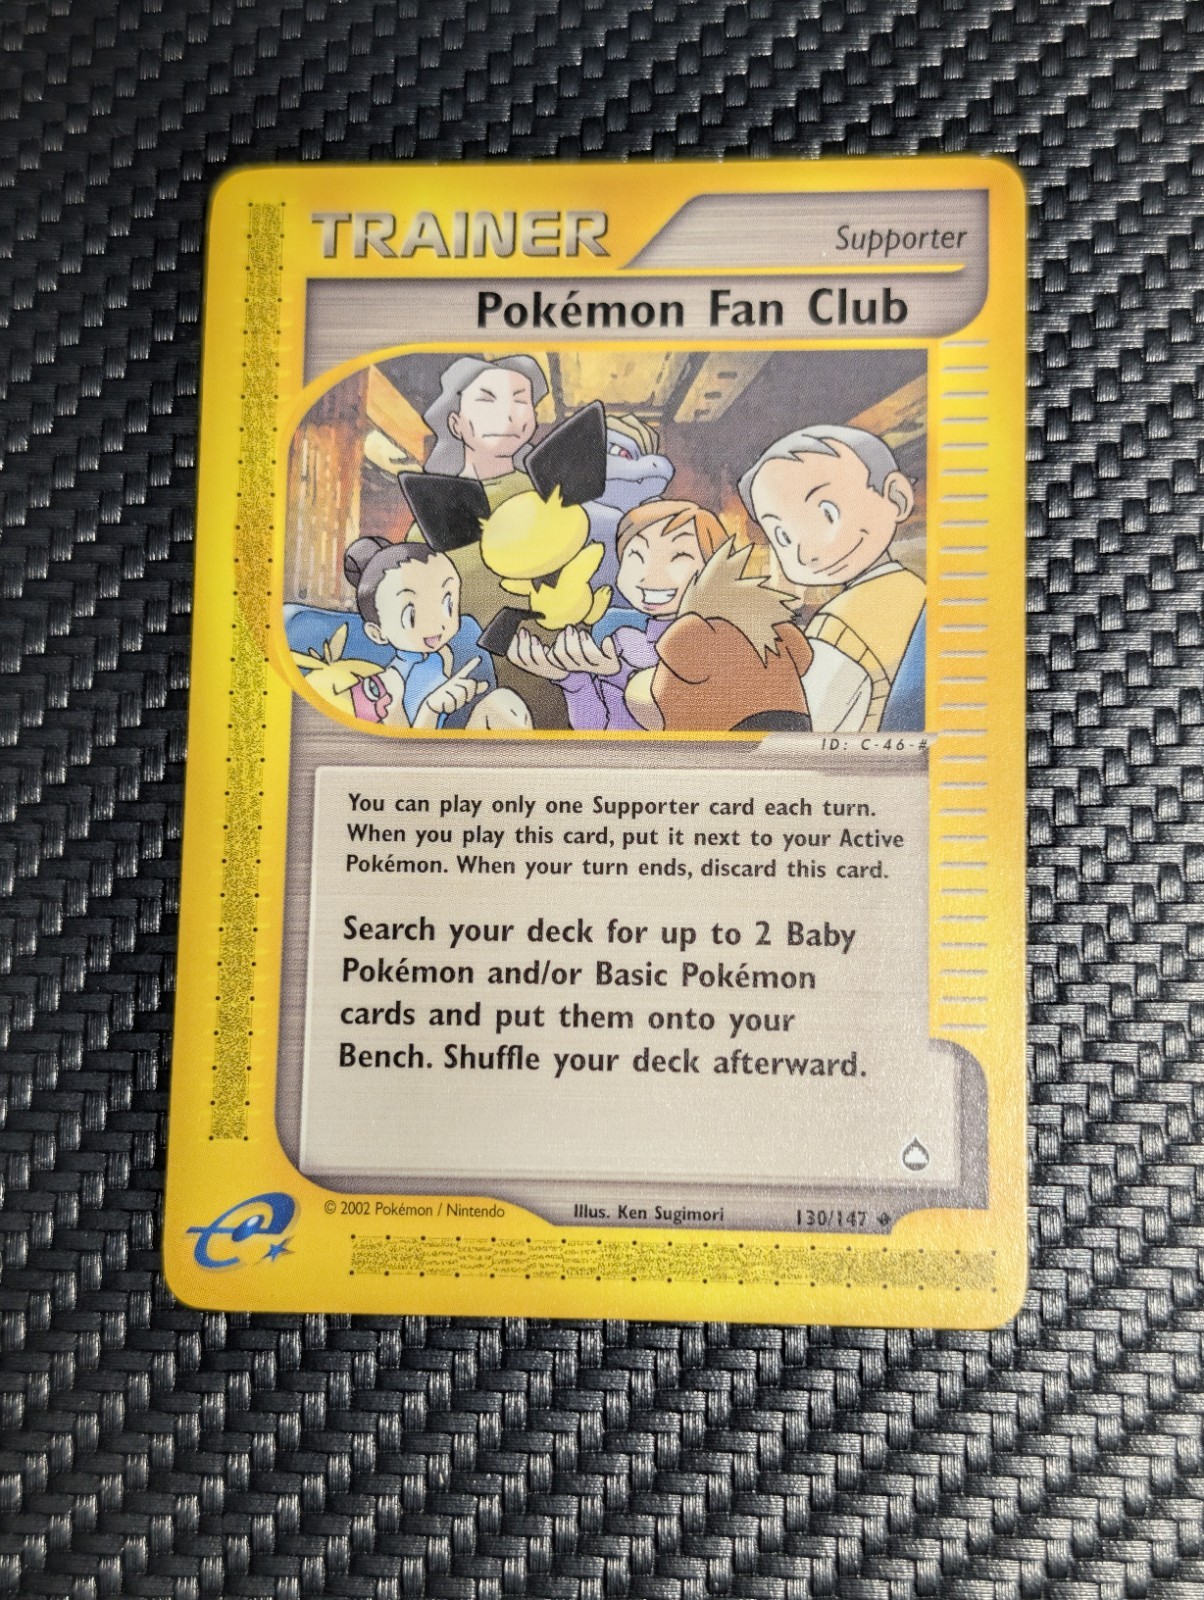 TRAINER
Supporter
Pokémon Fan Club
ID: C-46-#
You can play only one Supporter card each turn.
When you play this card, put it next to your Active
Pokémon. When your turn ends, discard this card.
Search your deck for up to 2 Baby
Pokémon and/or Basic Pokémon
cards and put them onto your
Bench. Shuffle your deck afterward.
© 2002 Pokémon / Nintendo
Illus. Ken Sugimori
130/147
e